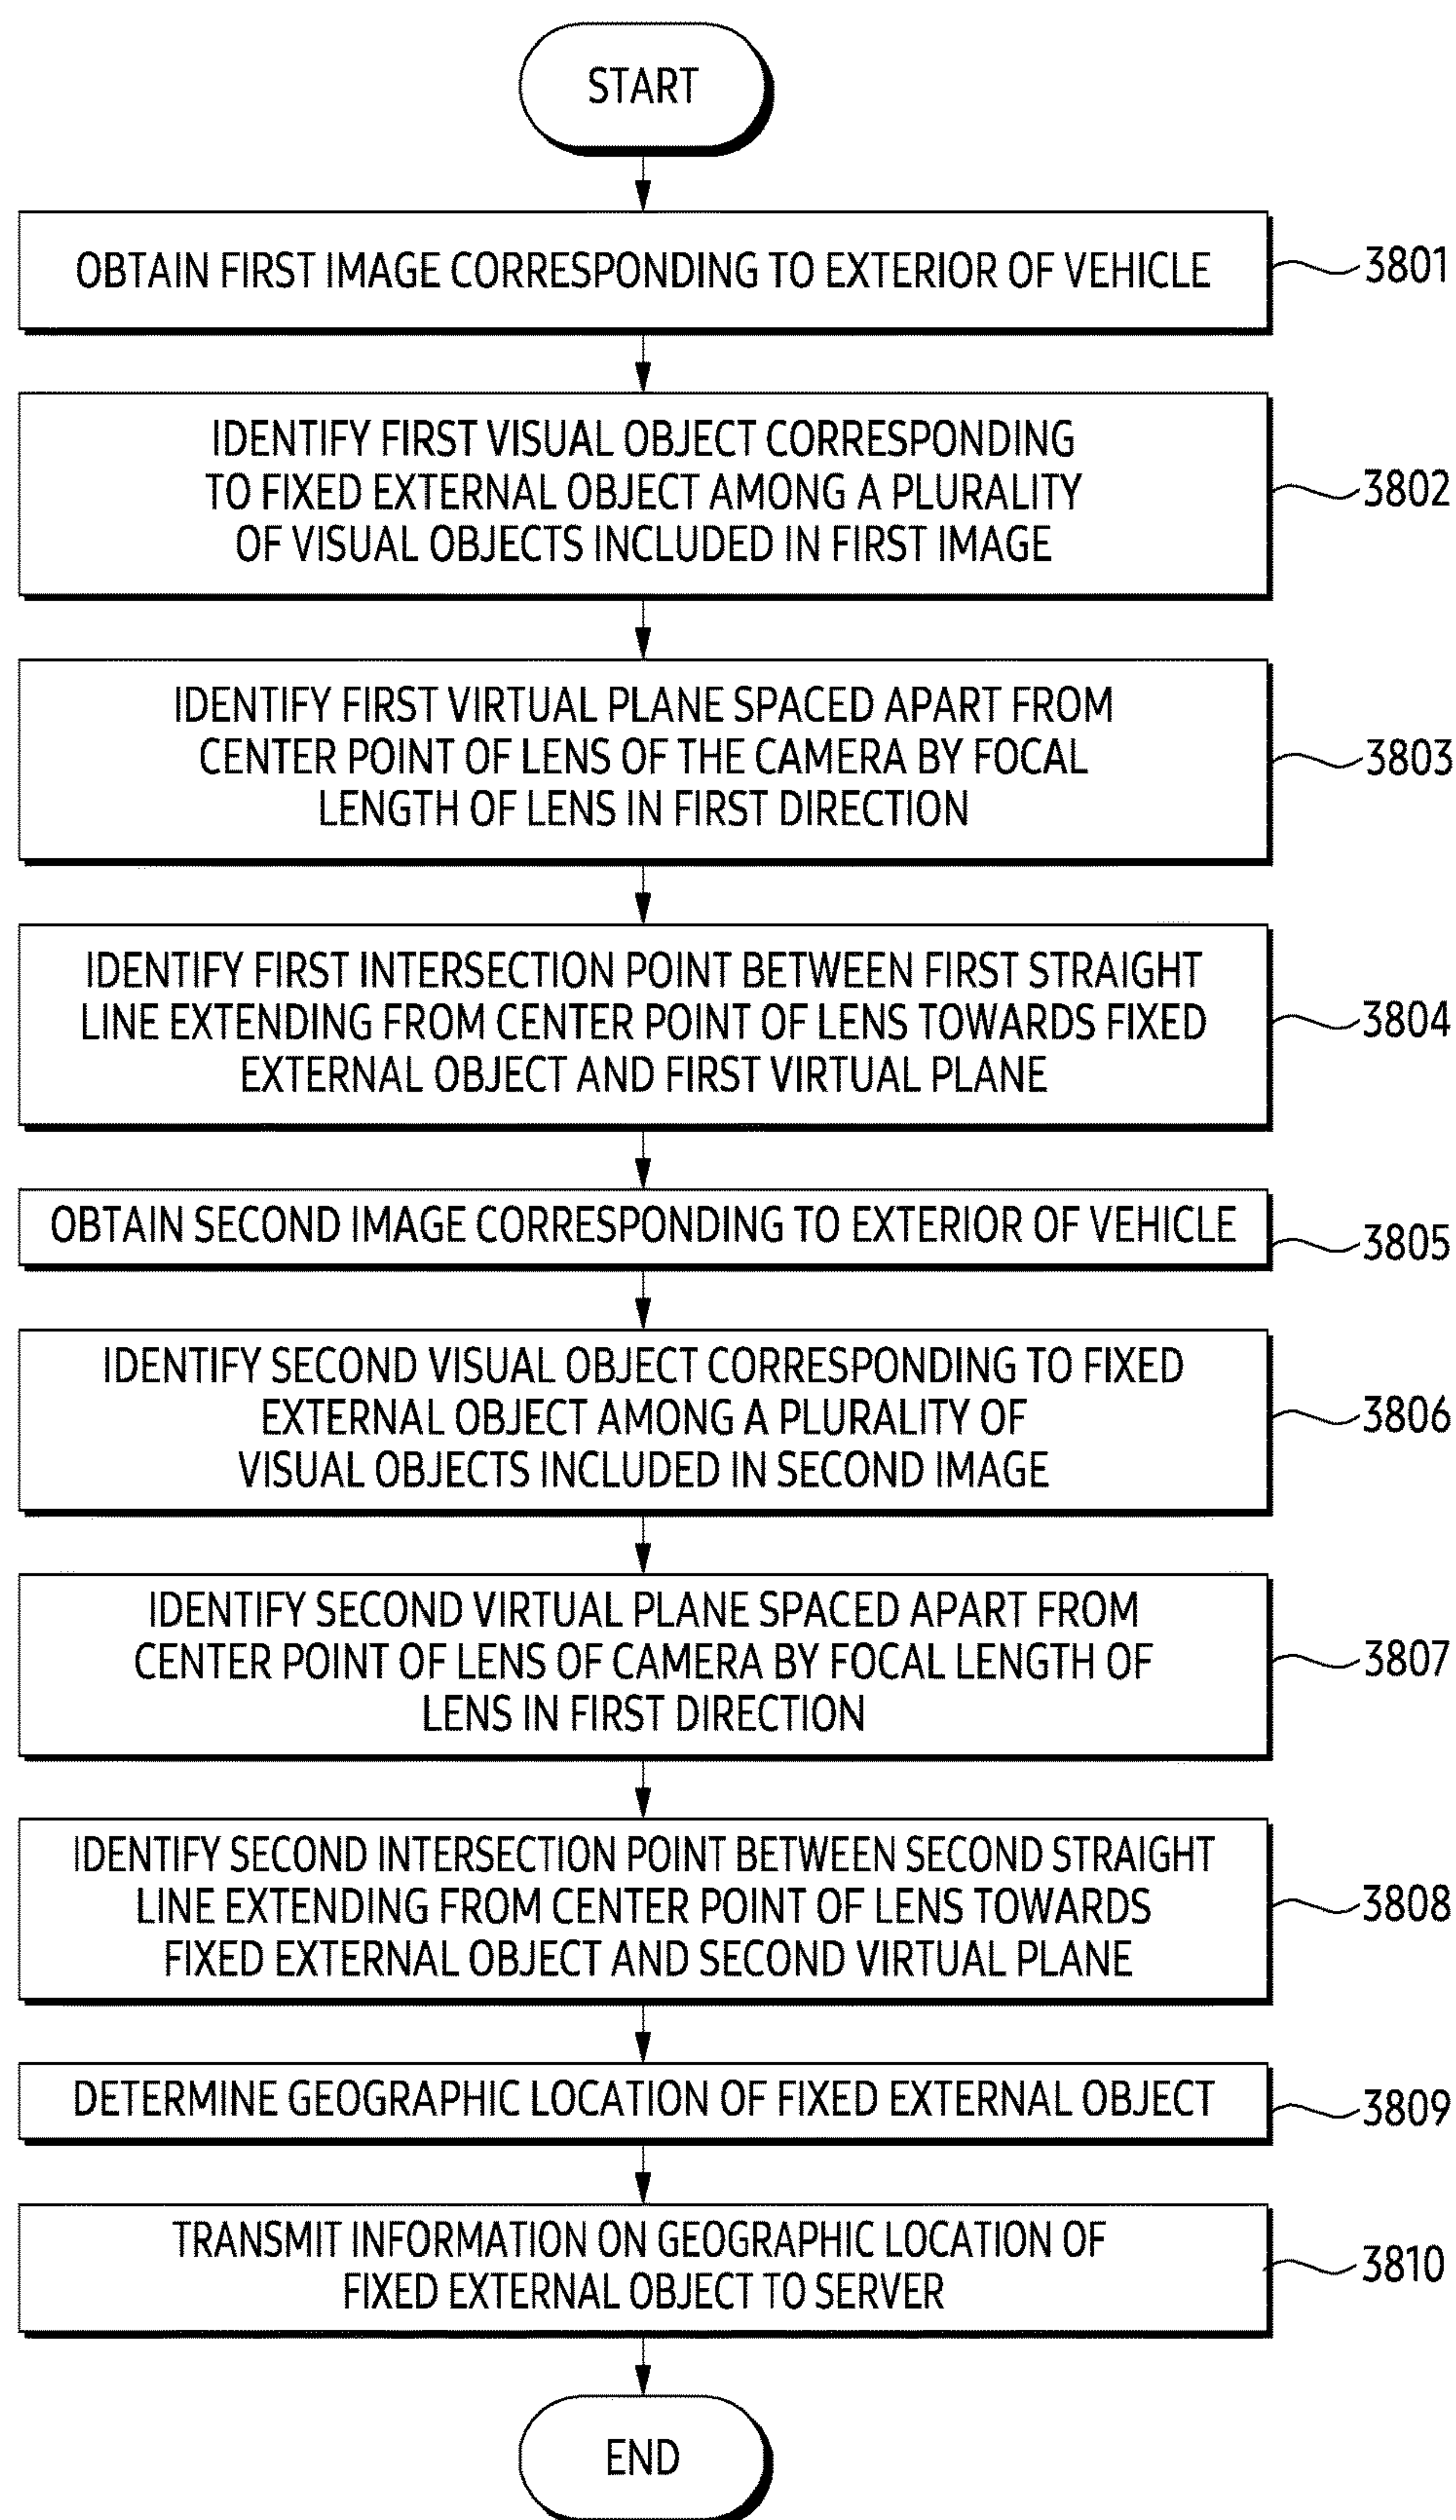 START
OBTAIN FIRST IMAGE CORRESPONDING TO EXTERIOR OF VEHICLE
3801
IDENTIFY FIRST VISUAL OBJECT CORRESPONDING
TO FIXED EXTERNAL OBJECT AMONG A PLURALITY
OF VISUAL OBJECTS INCLUDED IN FIRST IMAGE
3802
IDENTIFY FIRST VIRTUAL PLANE SPACED APART FROM
CENTER POINT OF LENS OF THE CAMERA BY FOCAL
LENGTH OF LENS IN FIRST DIRECTION
3803
IDENTIFY FIRST INTERSECTION POINT BETWEEN FIRST STRAIGHT
LINE EXTENDING FROM CENTER POINT OF LENS TOWARDS FIXED
EXTERNAL OBJECT AND FIRST VIRTUAL PLANE
3804
OBTAIN SECOND IMAGE CORRESPONDING TO EXTERIOR OF VEHICLE
3805
IDENTIFY SECOND VISUAL OBJECT CORRESPONDING TO FIXED
EXTERNAL OBJECT AMONG A PLURALITY OF
VISUAL OBJECTS INCLUDED IN SECOND IMAGE
3806
IDENTIFY SECOND VIRTUAL PLANE SPACED APART FROM
CENTER POINT OF LENS OF CAMERA BY FOCAL LENGTH OF
LENS IN FIRST DIRECTION
3807
IDENTIFY SECOND INTERSECTION POINT BETWEEN SECOND STRAIGHT
LINE EXTENDING FROM CENTER POINT OF LENS TOWARDS
FIXED EXTERNAL OBJECT AND SECOND VIRTUAL PLANE
3808
DETERMINE GEOGRAPHIC LOCATION OF FIXED EXTERNAL OBJECT
3809
TRANSMIT INFORMATION ON GEOGRAPHIC LOCATION OF
FIXED EXTERNAL OBJECT TO SERVER
3810
END